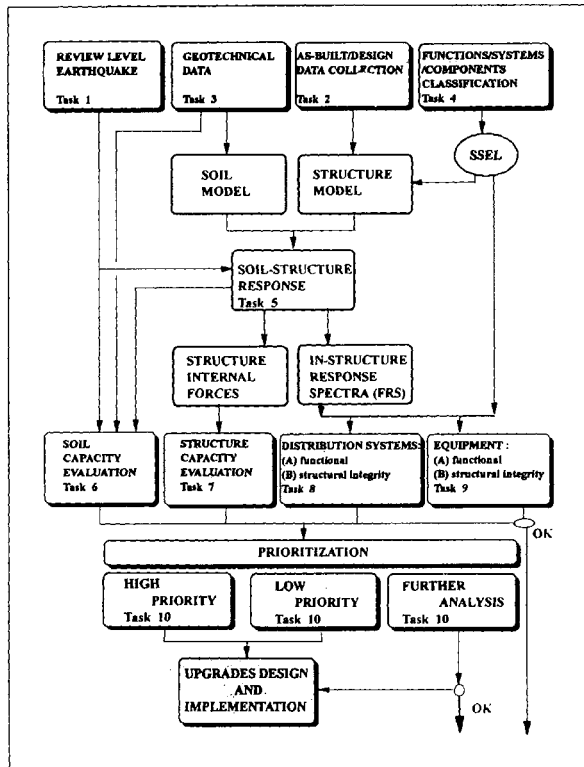 REVIEW LEVEL
EARTHQUAKE
Task 1
GEOTECHNICAL
DATA
Task 3
AS-BUILT/DESIGN
DATA COLLECTION
Task 2
FUNCTIONS/SYSTEMS
/COMPONENTS
CLASSIFICATION
Task 4
SSEL
SOIL
MODEL
STRUCTURE
MODEL
SOIL-STRUCTURE
RESPONSE
Task 5
STRUCTURE
INTERNAL
FORCES
IN-STRUCTURE
RESPONSE
SPECTRA (FRS)
SOIL
CAPACITY
EVALUATION
Task 6
STRUCTURE
CAPACITY
EVALUATION
Task 7
DISTRIBUTION SYSTEMS:
(A) functional
(B) structural integrity
Task 8
EQUIPMENT :
(A) functional
(B) structural integrity
Task 9
OK
PRIORITIZATION
HIGH
PRIORITY
Task 10
LOW
PRIORITY
Task 10
FURTHER
ANALYSIS
Task 10
UPGRADES DESIGN
AND
IMPLEMENTATION
OK